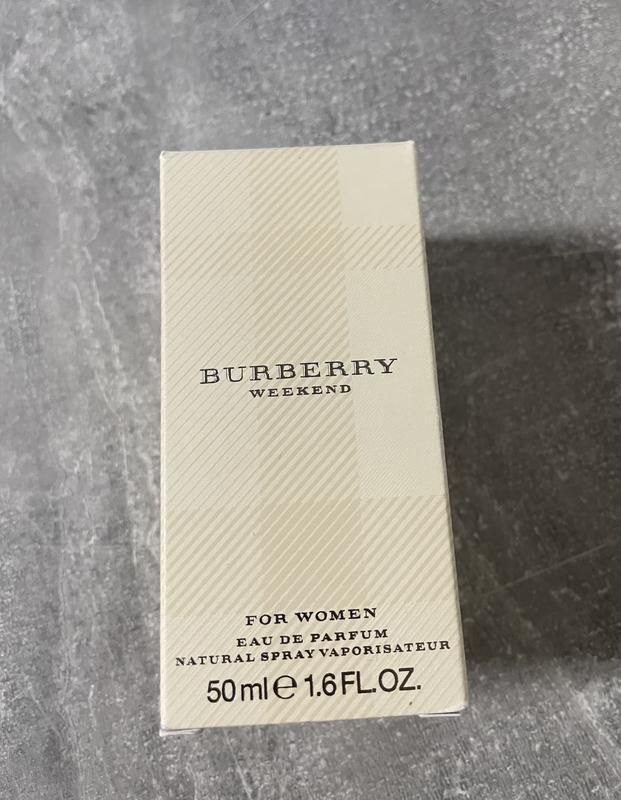 BURBERRY
WEEKEND
FOR WOMEN
EAU DE PARFUM
NATURAL SPRAY VAPORISATEUR
50 ml ℮ 1.6 FL.OZ.